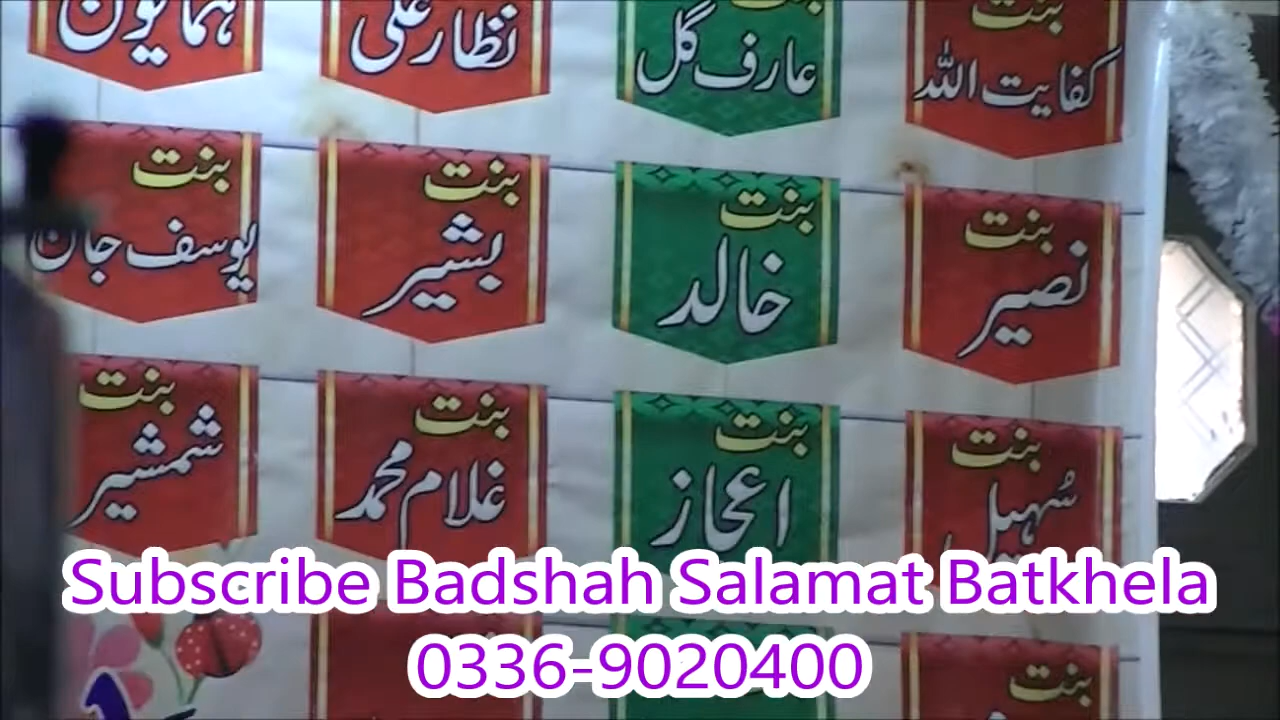 بنت
کفایت اللہ
بنت
عارف گل
نظار علی
ہمایون
بنت
نصیر
بنت
خالد
بنت
بشیر
بنت
یوسف جان
بنت
سُہیل
بنت
اعجاز
بنت
غلام محمد
بنت
شمشیر
بنت
Subscribe Badshah Salamat Batkhela
0336-9020400